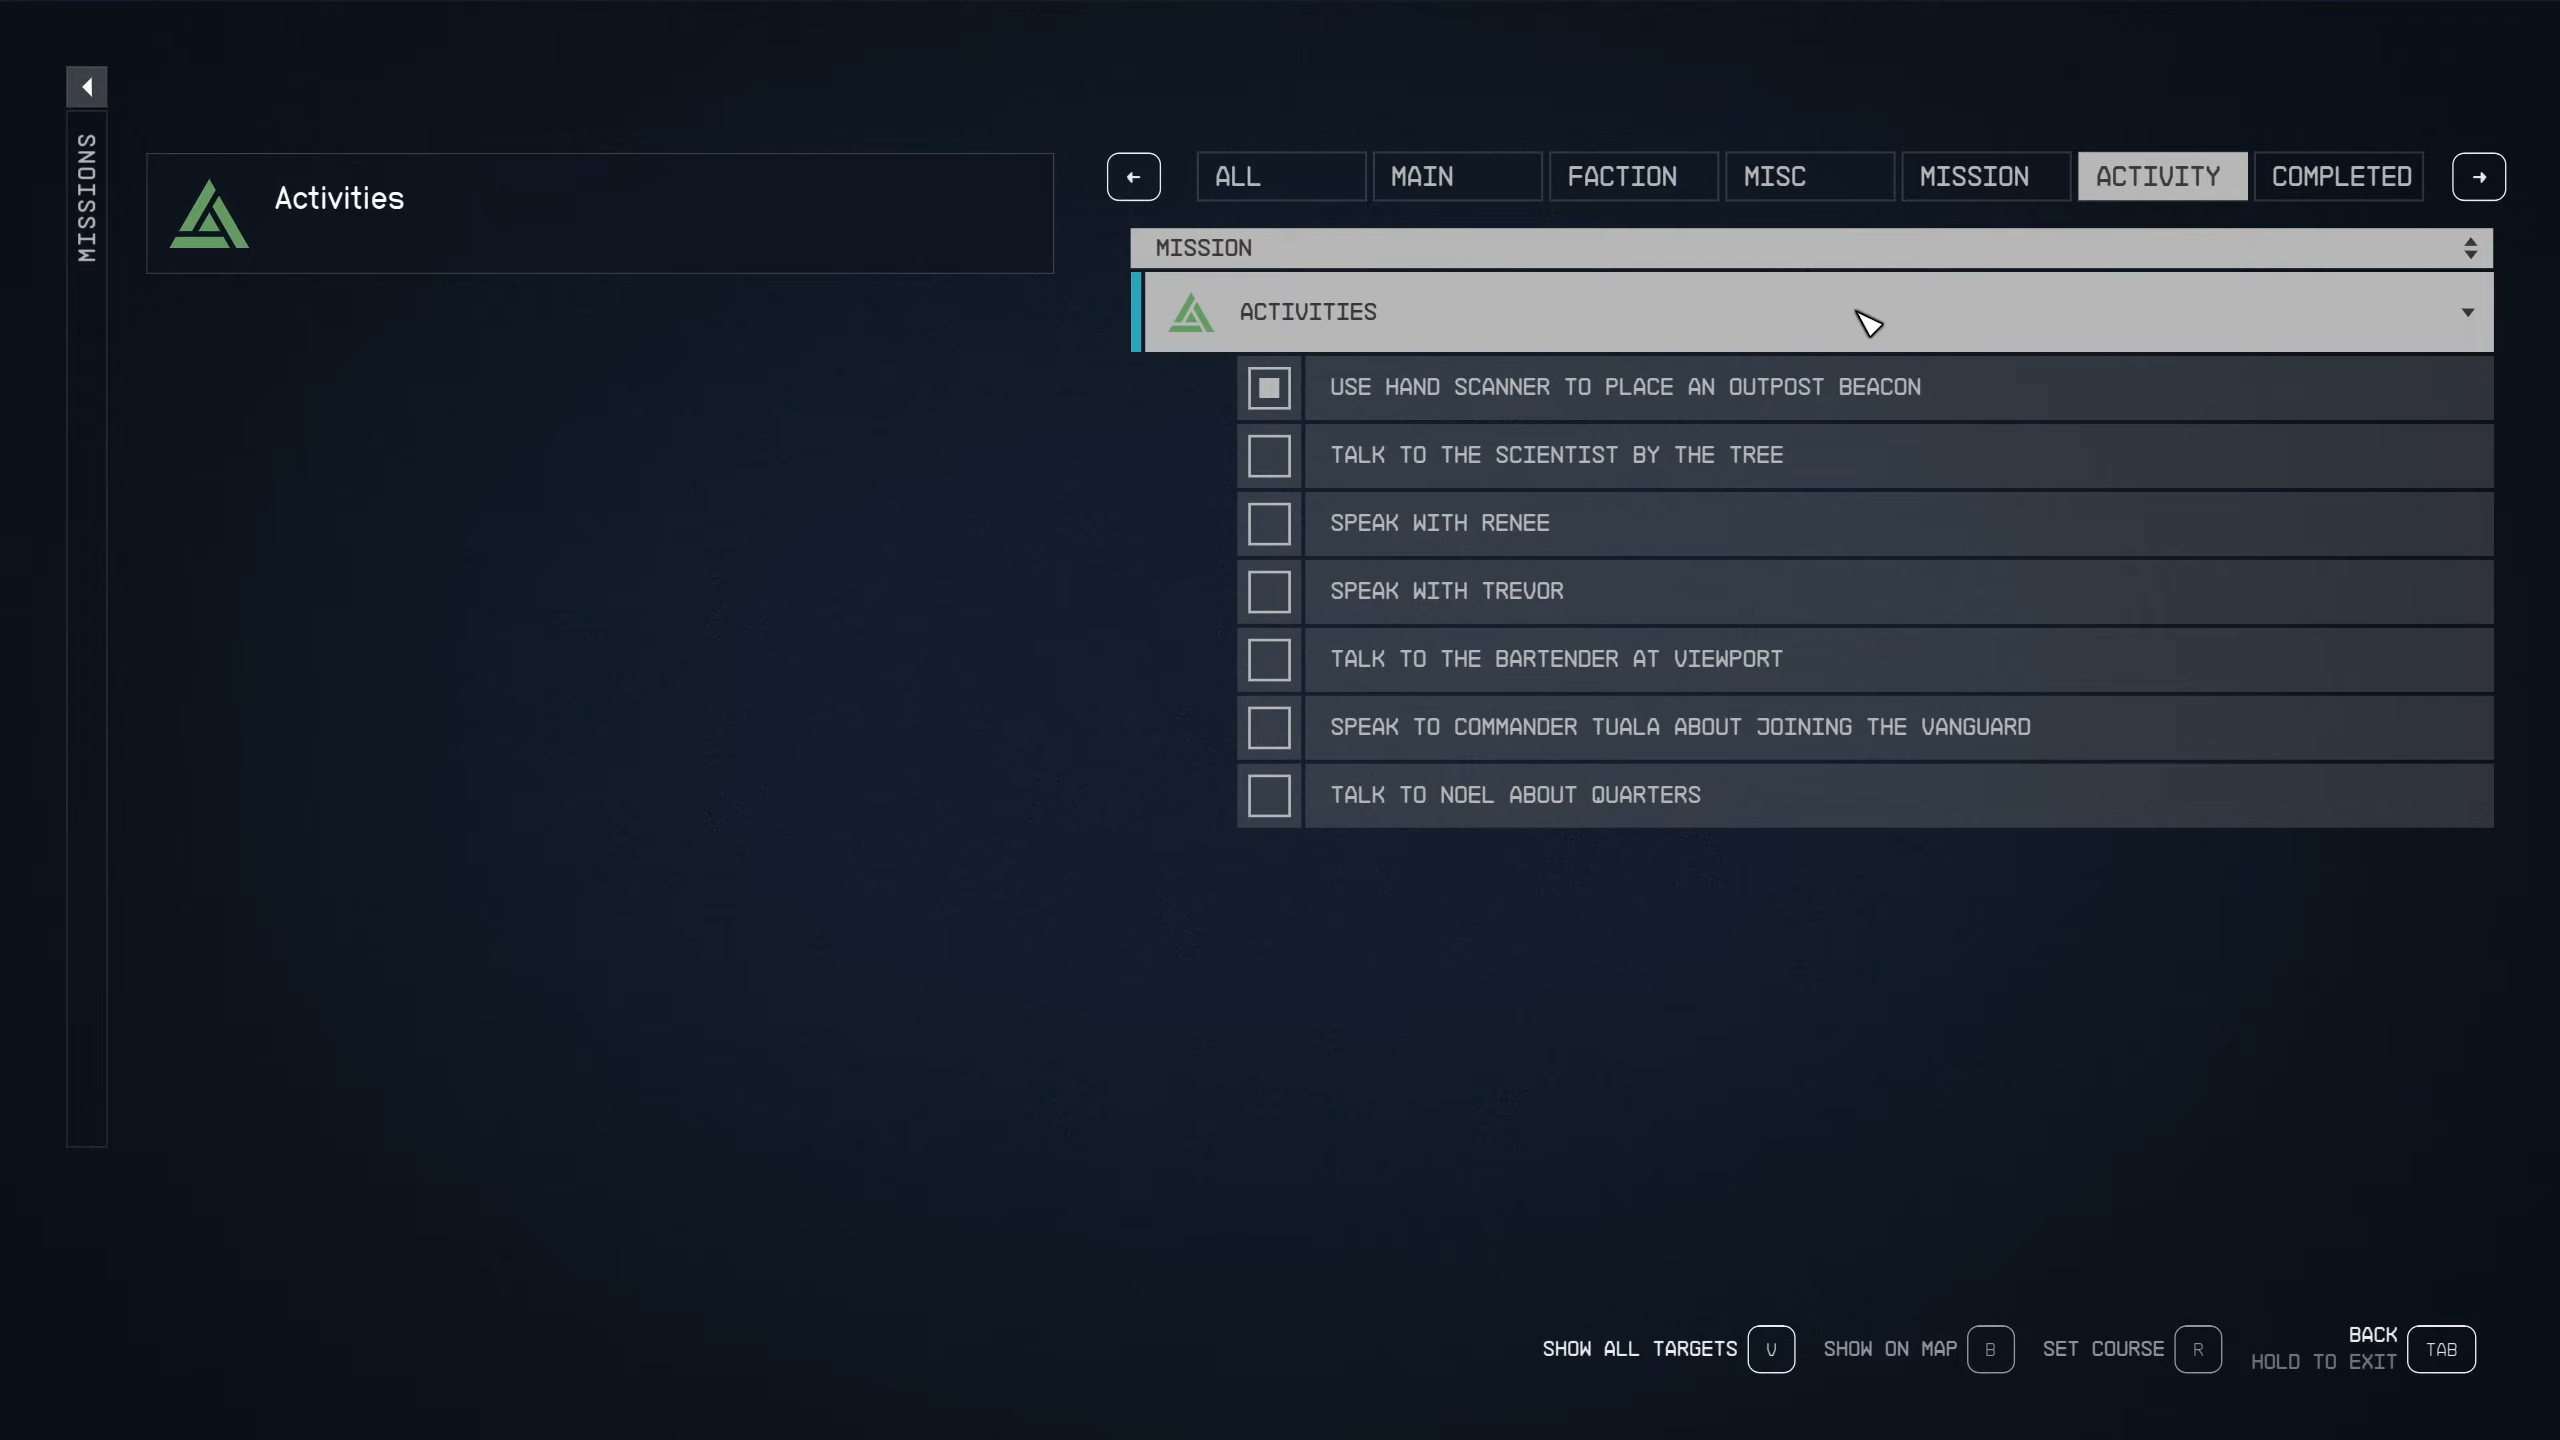 MISSIONS
Activities
ALL
MAIN
FACTION
MISC
MISSION
ACTIVITY
COMPLETED
MISSION
ACTIVITIES
USE HAND SCANNER TO PLACE AN OUTPOST BEACON
TALK TO THE SCIENTIST BY THE TREE
SPEAK WITH RENEE
SPEAK WITH TREVOR
TALK TO THE BARTENDER AT VIEWPORT
SPEAK TO COMMANDER TUALA ABOUT JOINING THE VANGUARD
TALK TO NOEL ABOUT QUARTERS
SHOW ALL TARGETS V
SHOW ON MAP B
SET COURSE R
BACK
HOLD TO EXIT
TAB